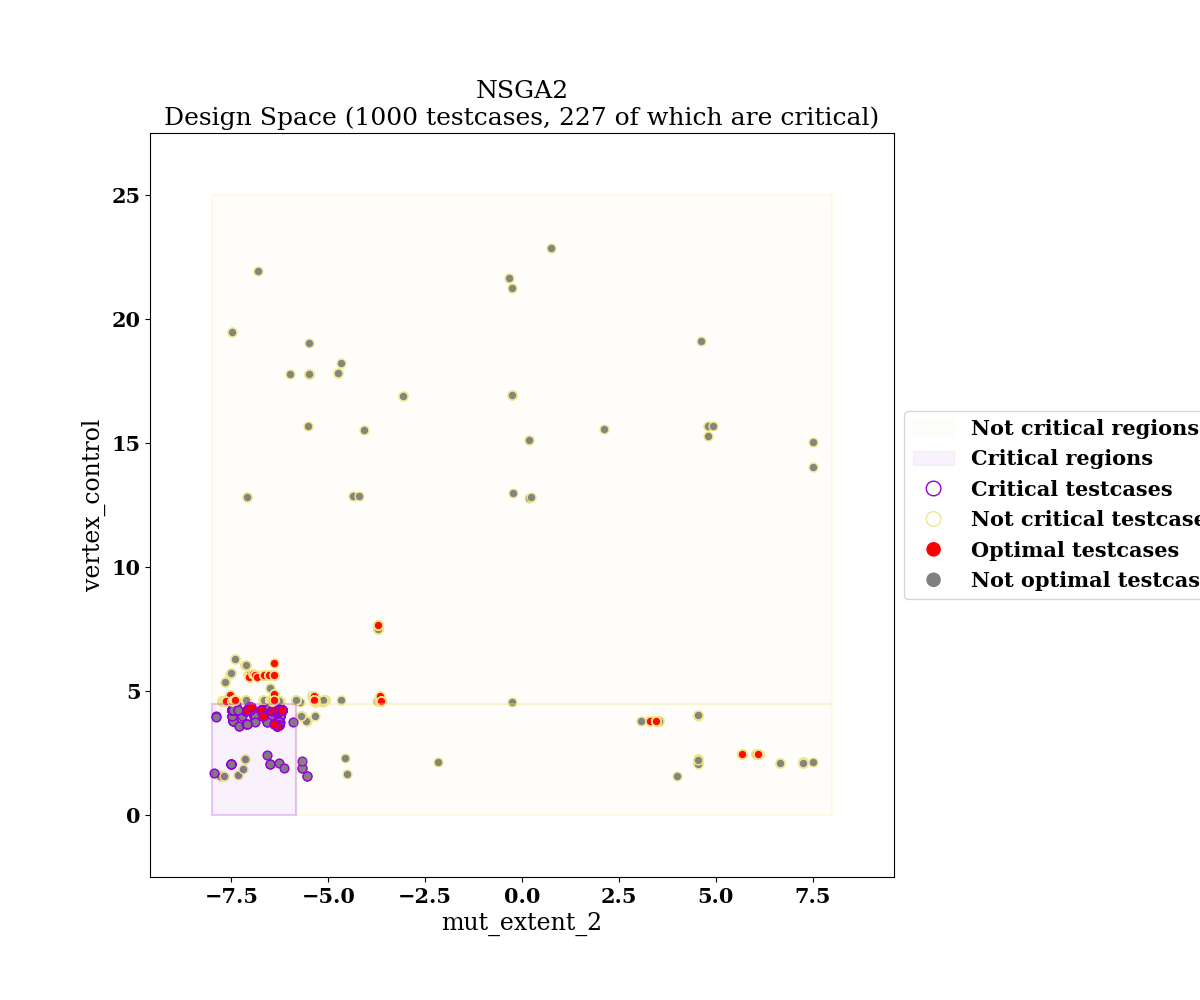 NSGA2
Design Space (1000 testcases, 227 of which are critical)
25
20
15
10
5
0
vertex_control
−7.5
−5.0
−2.5
0.0
2.5
5.0
7.5
mut_extent_2
Not critical regions
Critical regions
Critical testcases
Not critical testcase
Optimal testcases
Not optimal testcas